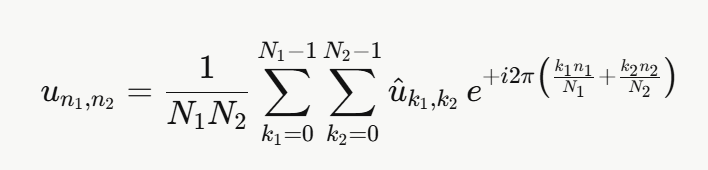 $$u_{n_1,n_2} = \frac{1}{N_1 N_2} \sum_{k_1=0}^{N_1-1} \sum_{k_2=0}^{N_2-1} \hat{u}_{k_1,k_2} \, e^{+i2\pi\left(\frac{k_1 n_1}{N_1}+\frac{k_2 n_2}{N_2}\right)}$$